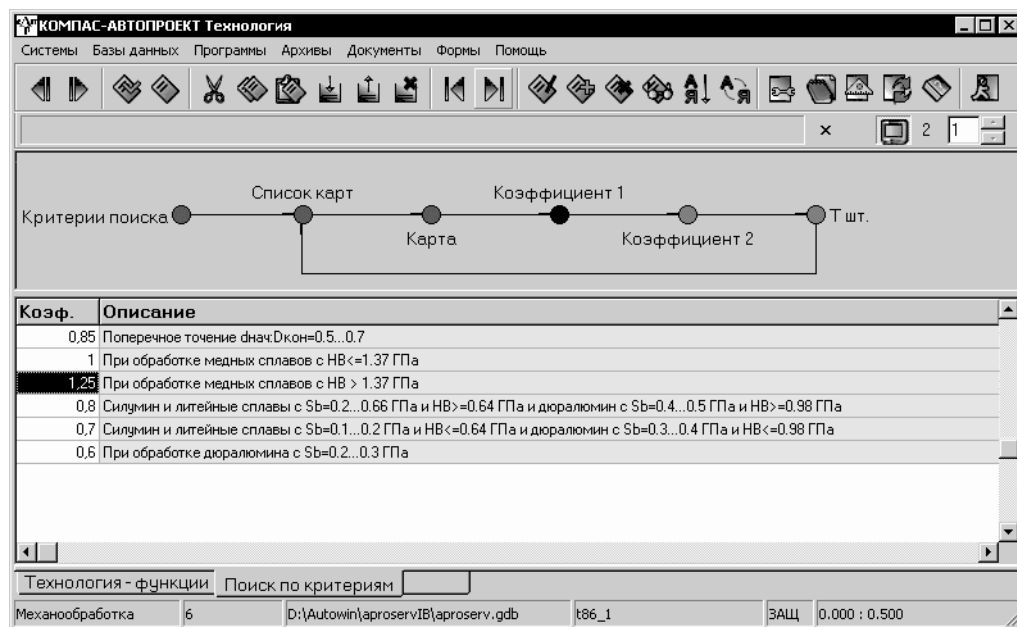 КОМПАС-АВТОПРОЕКТ Технология
Системы Базы данных Программы Архивы Документы Формы Помощь
2 1
Список карт Коэффициент 1
Критерии поиска Т шт.
Карта Коэффициент 2
Коэф. Описание
0,85 Поперечное точение dнач:Dкон=0.5...0.7
1 При обработке медных сплавов с HB<=1.37 ГПа
1,25 При обработке медных сплавов с HB > 1.37 ГПа
0,8 Силумин и литейные сплавы с Sb=0.2...0.66 ГПа и HB>=0.64 ГПа и дюралюмин с Sb=0.4...0.5 ГПа и HB>=0.98 ГПа
0,7 Силумин и литейные сплавы с Sb=0.1...0.2 ГПа и HB<=0.64 ГПа и дюралюмин с Sb=0.3...0.4 ГПа и HB<=0.98 ГПа
0,6 При обработке дюралюмина с Sb=0.2...0.3 ГПа
Технология - функции Поиск по критериям
Механообработка 6 D:\Autowin\aproservIB\aproserv.gdb t86_1 ЗАЩ 0.000 : 0.500